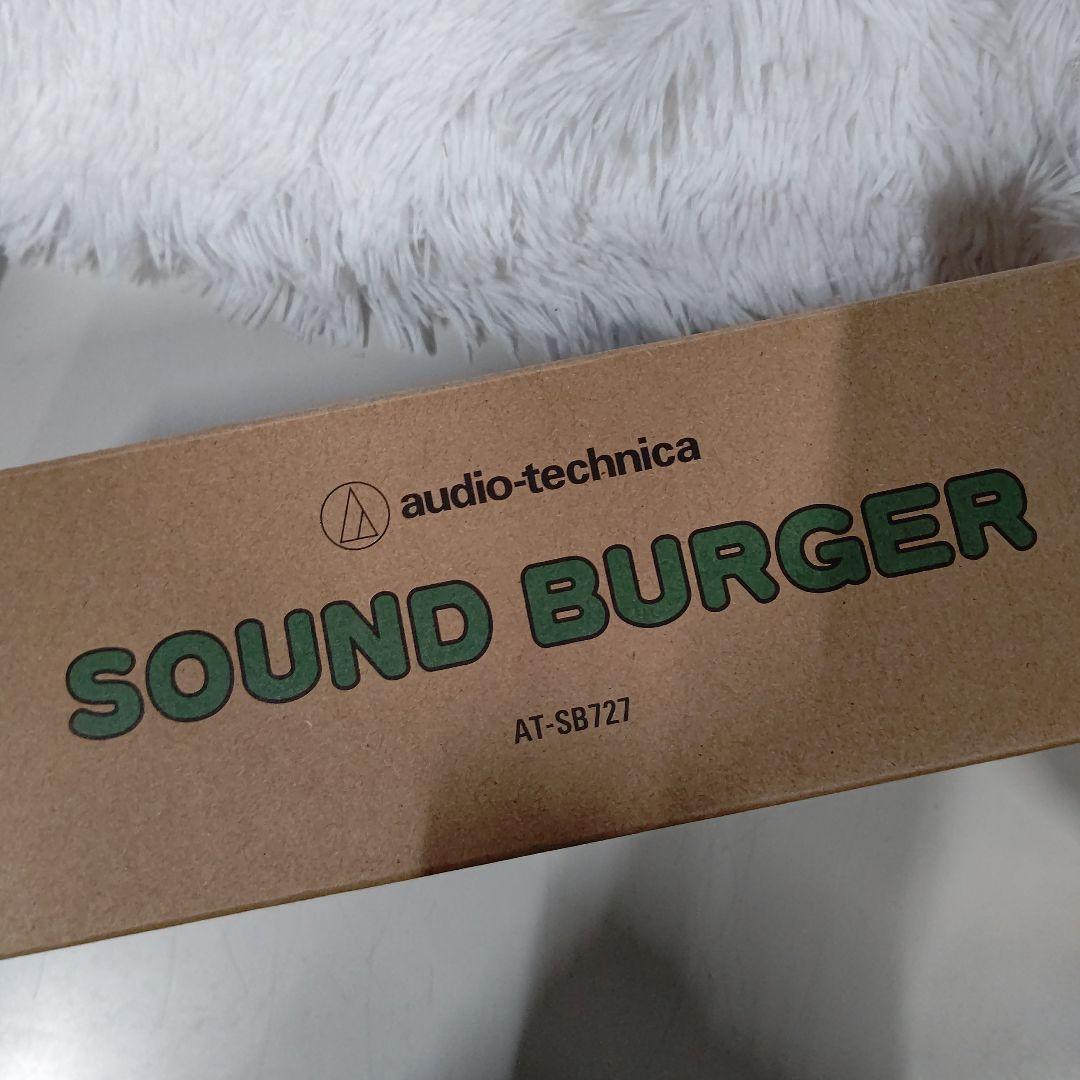 audio-technica
SOUND BURGER
AT-SB727